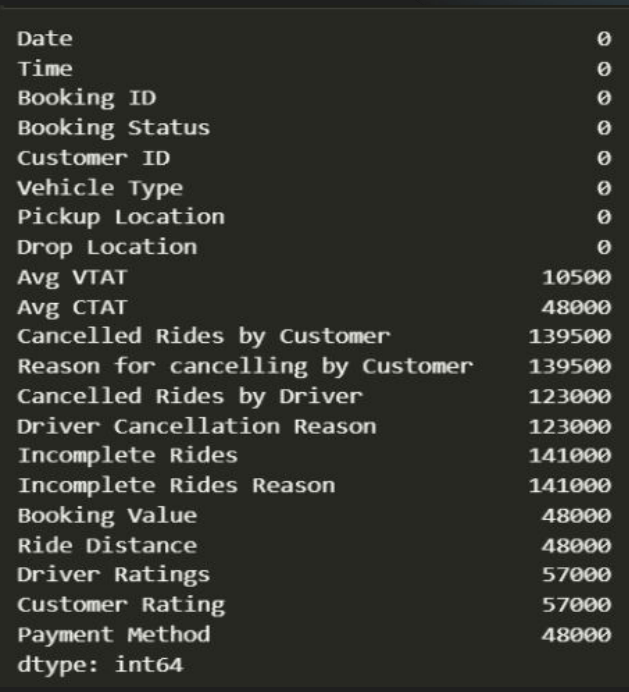 Date 0
Time 0
Booking ID 0
Booking Status 0
Customer ID 0
Vehicle Type 0
Pickup Location 0
Drop Location 0
Avg VTAT 10500
Avg CTAT 48000
Cancelled Rides by Customer 139500
Reason for cancelling by Customer 139500
Cancelled Rides by Driver 123000
Driver Cancellation Reason 123000
Incomplete Rides 141000
Incomplete Rides Reason 141000
Booking Value 48000
Ride Distance 48000
Driver Ratings 57000
Customer Rating 57000
Payment Method 48000
dtype: int64